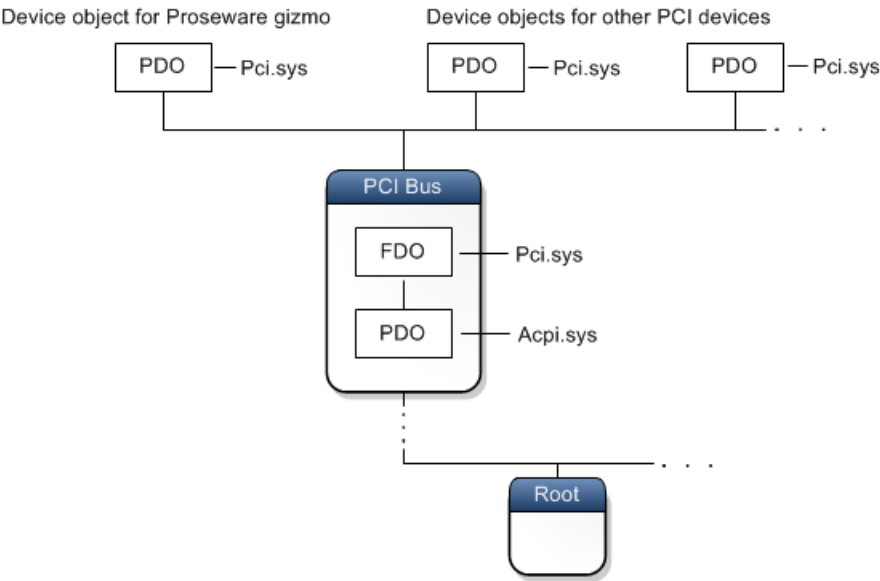 Device object for Proseware gizmo
Device objects for other PCI devices
PDO
Pci.sys
PDO
Pci.sys
PDO
Pci.sys
PCI Bus
FDO
Pci.sys
PDO
Acpi.sys
Root